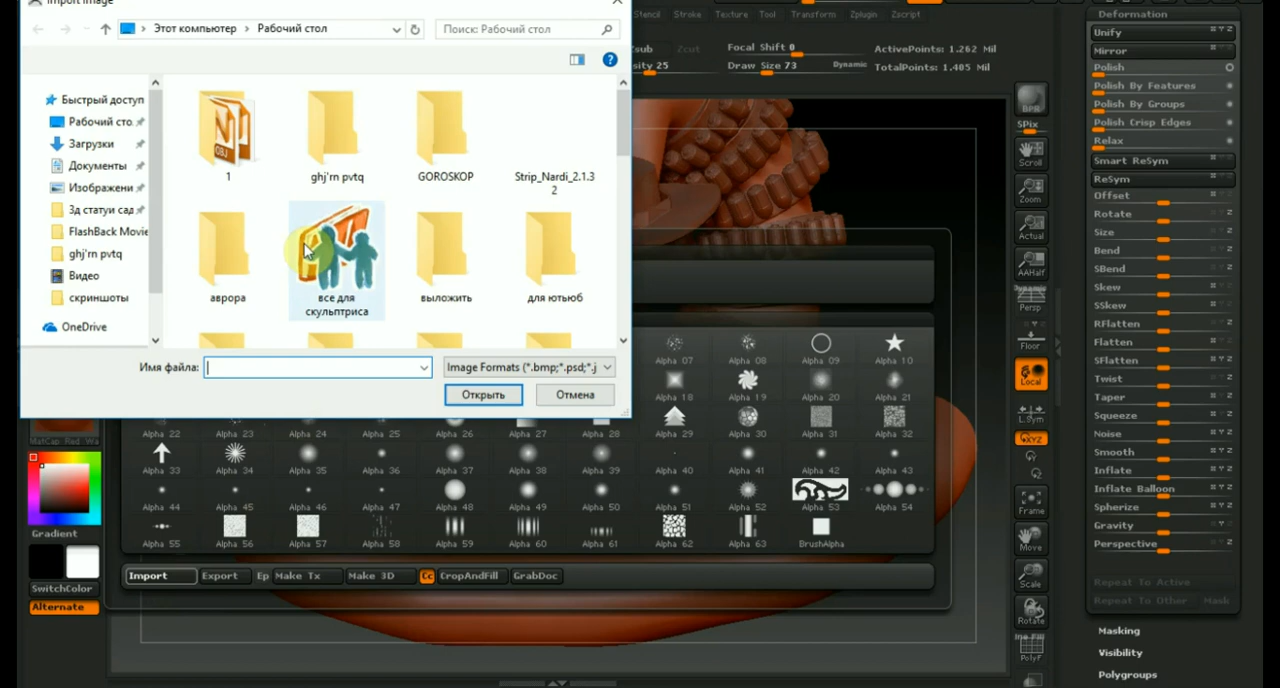 Import Image
Этот компьютер > Рабочий стол
Поиск: Рабочий стол
Быстрый доступ
Рабочий сто.
Загрузки
Документы
Изображени
3д статуи сад
FlashBack Movie
ghj'rn pvtq
Видео
скриншоты
OneDrive
1
ghj'rn pvtq
GOROSKOP
Strip_Nardi_2.1.3
2
аврора
все для
скульптриса
выложить
для ютьюб
Имя файла:
Image Formats (*.bmp;*.psd;*.j
Открыть
Отмена
Stencil Stroke Texture Tool Transform Zplugin Zscript
Zsub Zcut
sity 25
Focal Shift 0
Draw Size 73 Dynamic
ActivePoints: 1.262 Mil
TotalPoints: 1.405 Mil
Alpha 07 Alpha 08 Alpha 09 Alpha 10
Alpha 18 Alpha 19 Alpha 20 Alpha 21
Alpha 22 Alpha 23 Alpha 24 Alpha 25 Alpha 26 Alpha 27 Alpha 28 Alpha 29 Alpha 30 Alpha 31 Alpha 32
Alpha 33 Alpha 34 Alpha 35 Alpha 36 Alpha 37 Alpha 38 Alpha 39 Alpha 40 Alpha 41 Alpha 42 Alpha 43
Alpha 44 Alpha 45 Alpha 46 Alpha 47 Alpha 48 Alpha 49 Alpha 50 Alpha 51 Alpha 52 Alpha 53 Alpha 54
Alpha 55 Alpha 56 Alpha 57 Alpha 58 Alpha 59 Alpha 60 Alpha 61 Alpha 62 Alpha 63 BrushAlpha
Import Export Ep Make Tx Make 3D Cc CropAndFill GrabDoc
MatCap Red Wa
Gradient
SwitchColor
Alternate
BPR
SPix
Scroll
Zoom
Actual
AAHalf
Dynamic
Persp
Floor
Local
L.Sym
XYZ
Frame
Move
Scale
Rotate
Line Fill
PolyF
Deformation
Unify
Mirror
Polish
Polish By Features
Polish By Groups
Polish Crisp Edges
Relax
Smart ReSym
ReSym
Offset
Rotate
Size
Bend
SBend
Skew
SSkew
RFlatten
Flatten
SFlatten
Twist
Taper
Squeeze
Noise
Smooth
Inflate
Inflate Balloon
Spherize
Gravity
Perspective
Repeat To Active
Repeat To Other Mask
Masking
Visibility
Polygroups